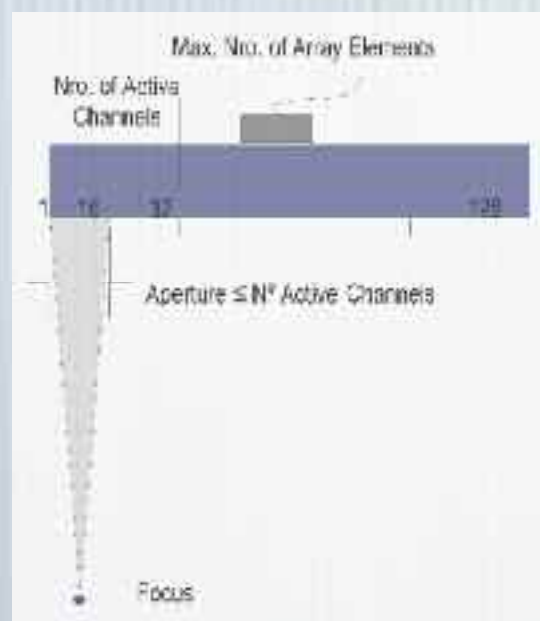 Max. Nro. of Array Elements
Nro. of Active
Channels
1 16 32 128
Aperture ≤ N° Active Channels
Focus